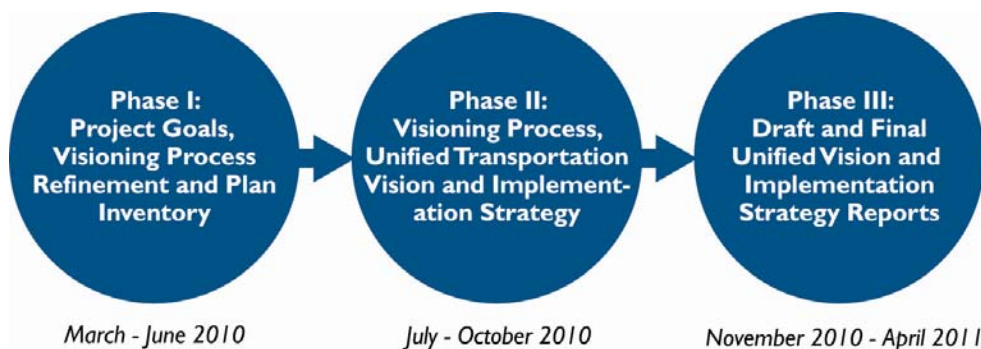 Phase I:
Project Goals,
Visioning Process
Refinement and Plan
Inventory
March - June 2010
Phase II:
Visioning Process,
Unified Transportation
Vision and Implement-
ation Strategy
July - October 2010
Phase III:
Draft and Final
Unified Vision and
Implementation
Strategy Reports
November 2010 - April 2011